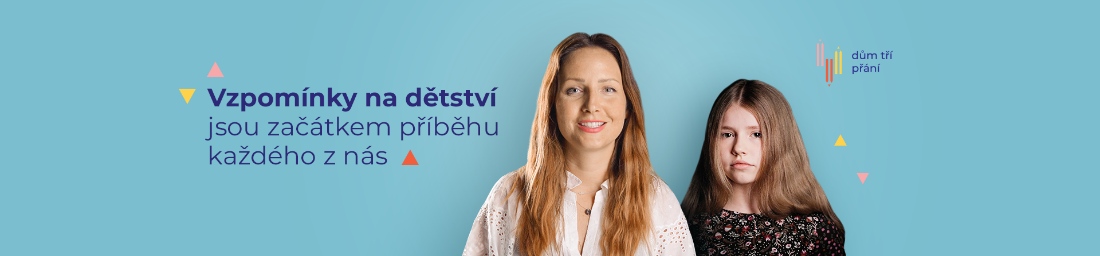 Vzpomínky na dětství
jsou začátkem příběhu
každého z nás
dům tří
přání